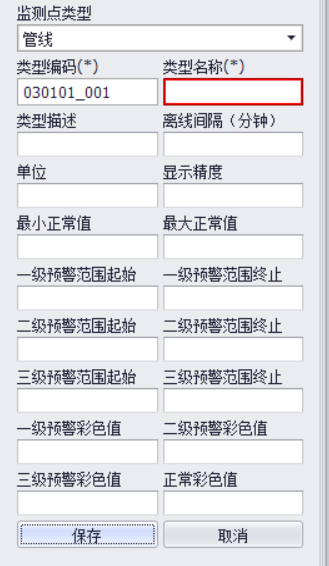 监测点类型
管线
类型编码(*) 类型名称(*)
030101_001
类型描述 离线间隔（分钟）
单位 显示精度
最小正常值 最大正常值
一级预警范围起始 一级预警范围终止
二级预警范围起始 二级预警范围终止
三级预警范围起始 三级预警范围终止
一级预警彩色值 二级预警彩色值
三级预警彩色值 正常彩色值
保存 取消